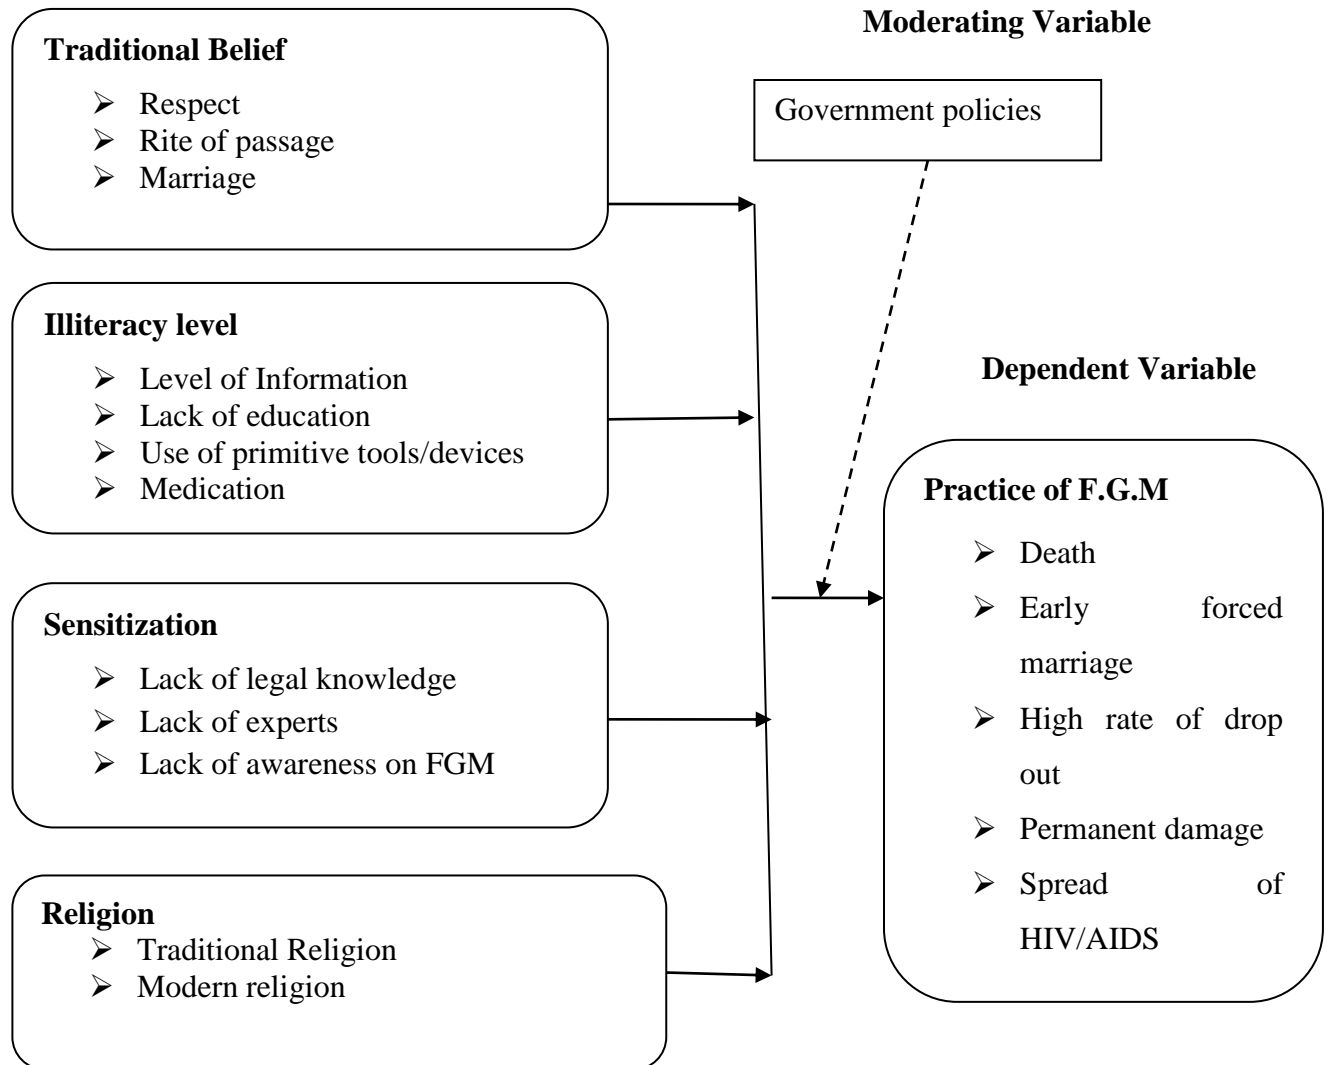 Moderating Variable
Traditional Belief
➢ Respect
➢ Rite of passage
➢ Marriage
Government policies
Illiteracy level
➢ Level of Information
➢ Lack of education
➢ Use of primitive tools/devices
➢ Medication
Dependent Variable
Practice of F.G.M
➢ Death
➢ Early forced
marriage
➢ High rate of drop
out
➢ Permanent damage
➢ Spread of
HIV/AIDS
Sensitization
➢ Lack of legal knowledge
➢ Lack of experts
➢ Lack of awareness on FGM
Religion
➢ Traditional Religion
➢ Modern religion